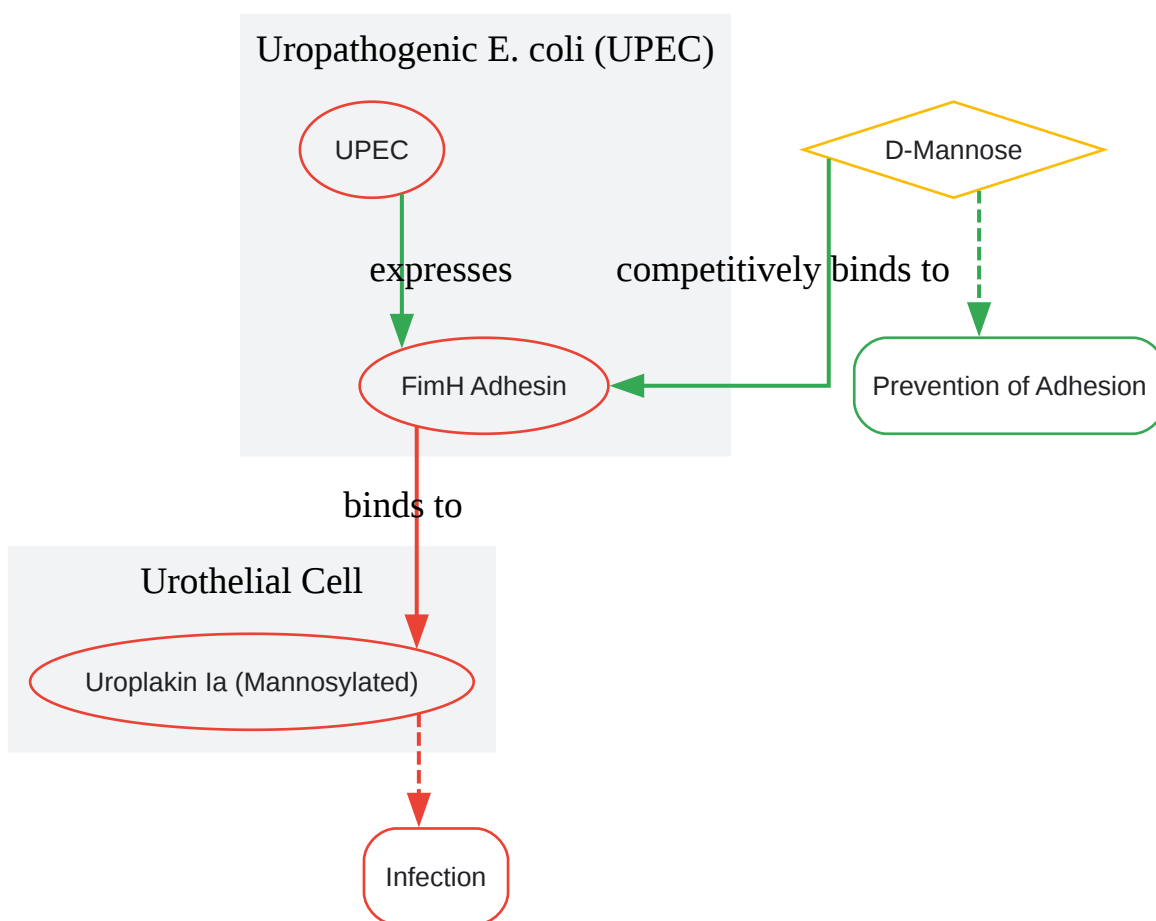 Uropathogenic E. coli (UPEC)
UPEC
D-Mannose
expresses
competitively binds to
FimH Adhesin
Prevention of Adhesion
binds to
Urothelial Cell
Uroplakin Ia (Mannosylated)
Infection